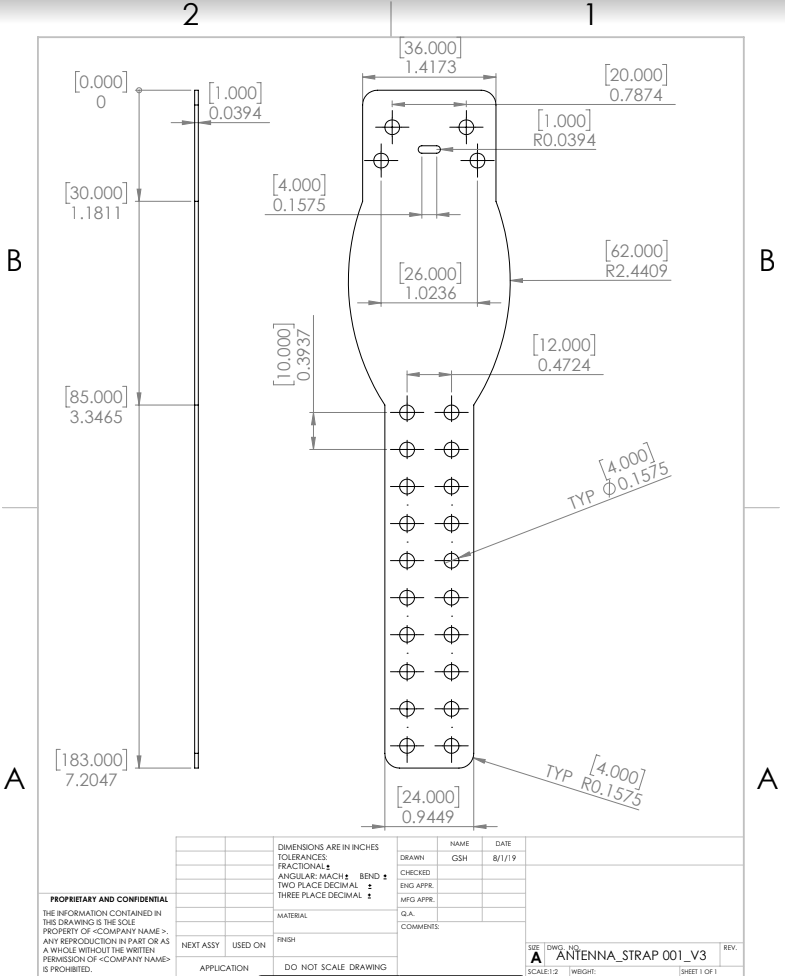 2 1
[36.000]
1.4173
[0.000]
0
[1.000]
0.0394
[20.000]
0.7874
[1.000]
R0.0394
[30.000]
1.1811
[4.000]
0.1575
B B
[62.000]
R2.4409
[26.000]
1.0236
[10.000]
0.3937
[12.000]
0.4724
[85.000]
3.3465
[4.000]
TYP ∅0.1575
[183.000]
7.2047
A A
[4.000]
TYP R0.1575
[24.000]
0.9449
PROPRIETARY AND CONFIDENTIAL
THE INFORMATION CONTAINED IN
THIS DRAWING IS THE SOLE
PROPERTY OF <COMPANY NAME >.
ANY REPRODUCTION IN PART OR AS
A WHOLE WITHOUT THE WRITTEN
PERMISSION OF <COMPANY NAME>
IS PROHIBITED.
NEXT ASSY USED ON
APPLICATION
DIMENSIONS ARE IN INCHES
TOLERANCES:
FRACTIONAL ±
ANGULAR: MACH ± BEND ±
TWO PLACE DECIMAL ±
THREE PLACE DECIMAL ±
MATERIAL
FINISH
DO NOT SCALE DRAWING
NAME DATE
DRAWN GSH 8/1/19
CHECKED
ENG APPR.
MFG APPR.
Q.A.
COMMENTS:
SIZE DWG. NO. REV.
A ANTENNA_STRAP 001_V3
SCALE:1:2 WEIGHT: SHEET 1 OF 1